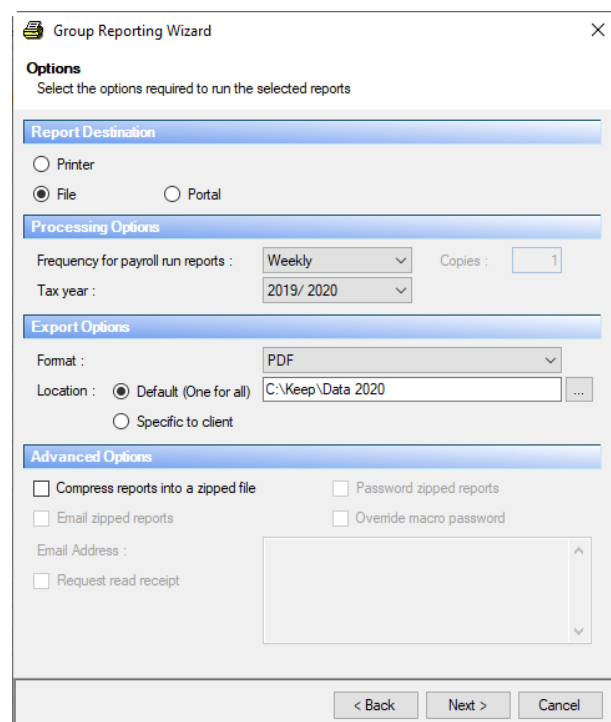 Group Reporting Wizard
Options
Select the options required to run the selected reports
Report Destination
Printer
File Portal
Processing Options
Frequency for payroll run reports : Weekly Copies : 1
Tax year : 2019/ 2020
Export Options
Format : PDF
Location : Default (One for all) C:\Keep\Data 2020 ...
Specific to client
Advanced Options
Compress reports into a zipped file Password zipped reports
Email zipped reports Override macro password
Email Address :
Request read receipt
< Back Next > Cancel